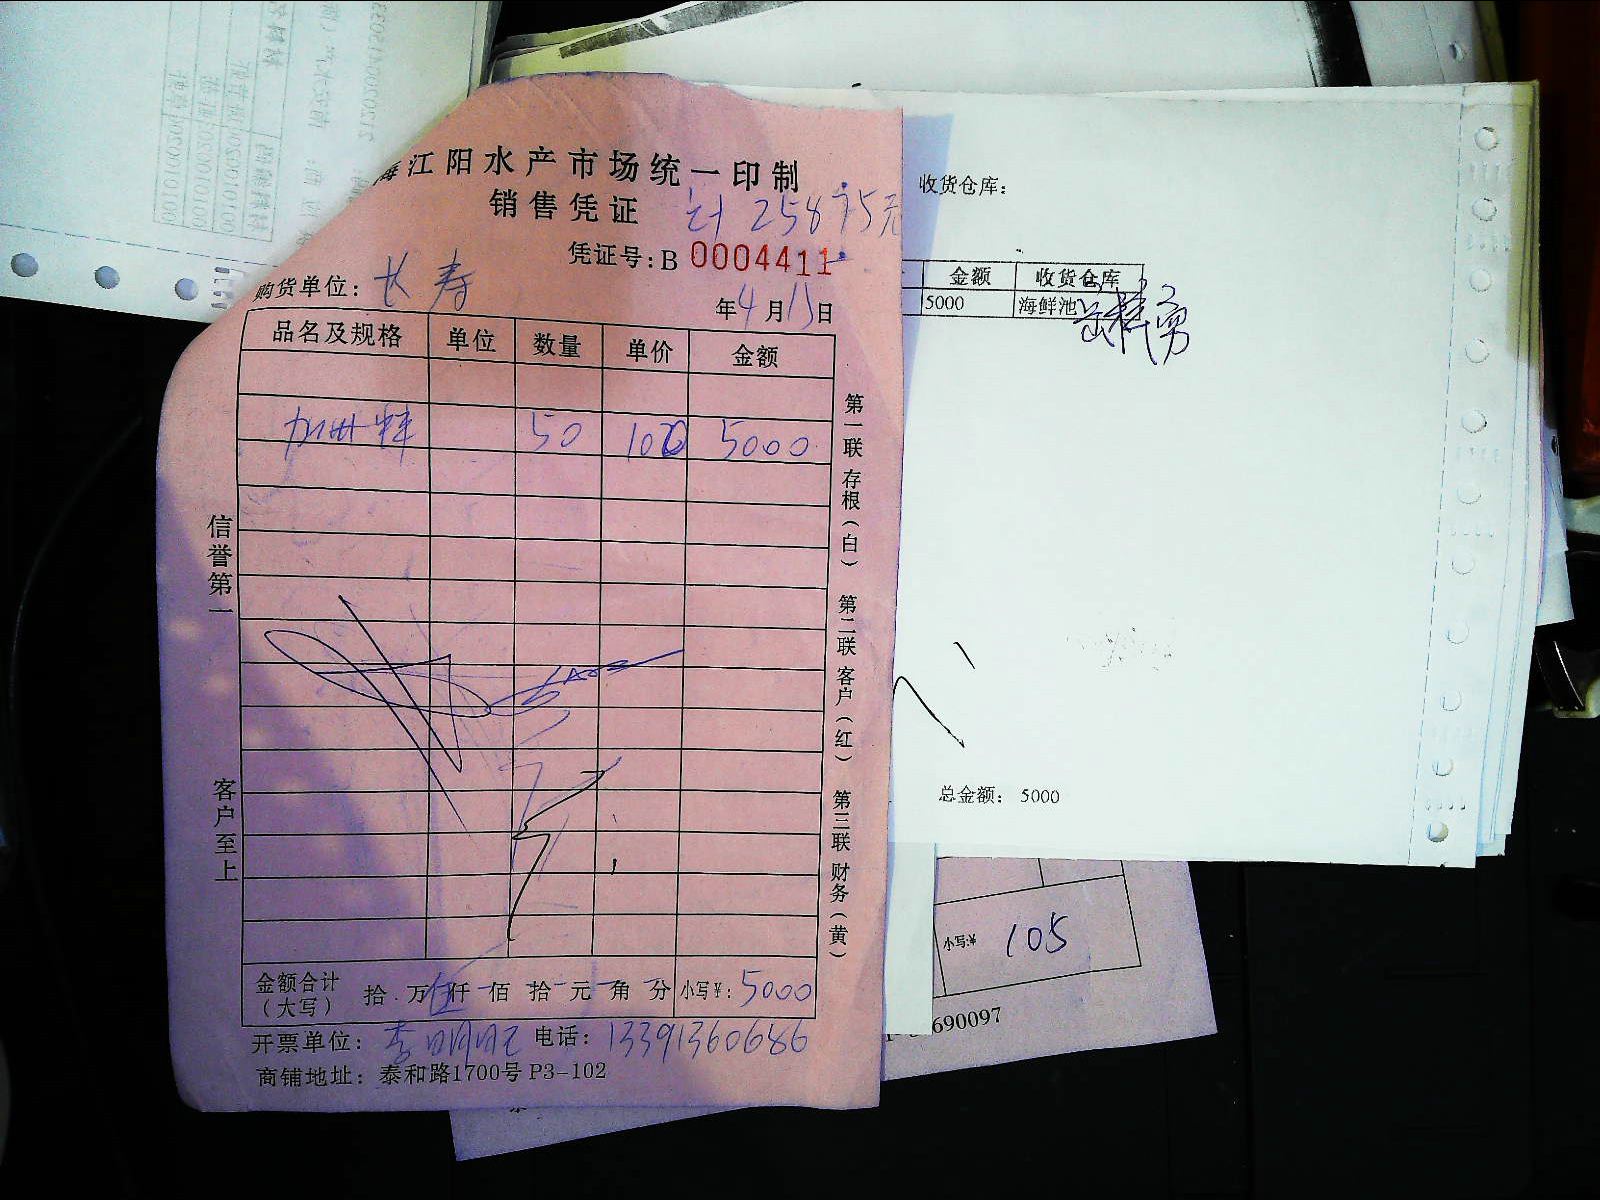 海江阳水产市场统一印制
销售凭证
计 25875元
凭证号:B 0004411
购货单位: 长寿
年4月15日
品名及规格 单位 数量 单价 金额
50 100 5000
信誉第一
客户至上
第一联 存根(白) 第二联 客户(红) 第三联 财务(黄)
金额合计(大写) 拾 万 伍 仟 佰 拾 元 角 分 小写¥: 5000
开票单位: 李明旺 电话: 13391360686
商铺地址: 泰和路1700号 P3-102
收货仓库:
金额 收货仓库
5000 海鲜池
总金额: 5000
小写:¥ 105
690097